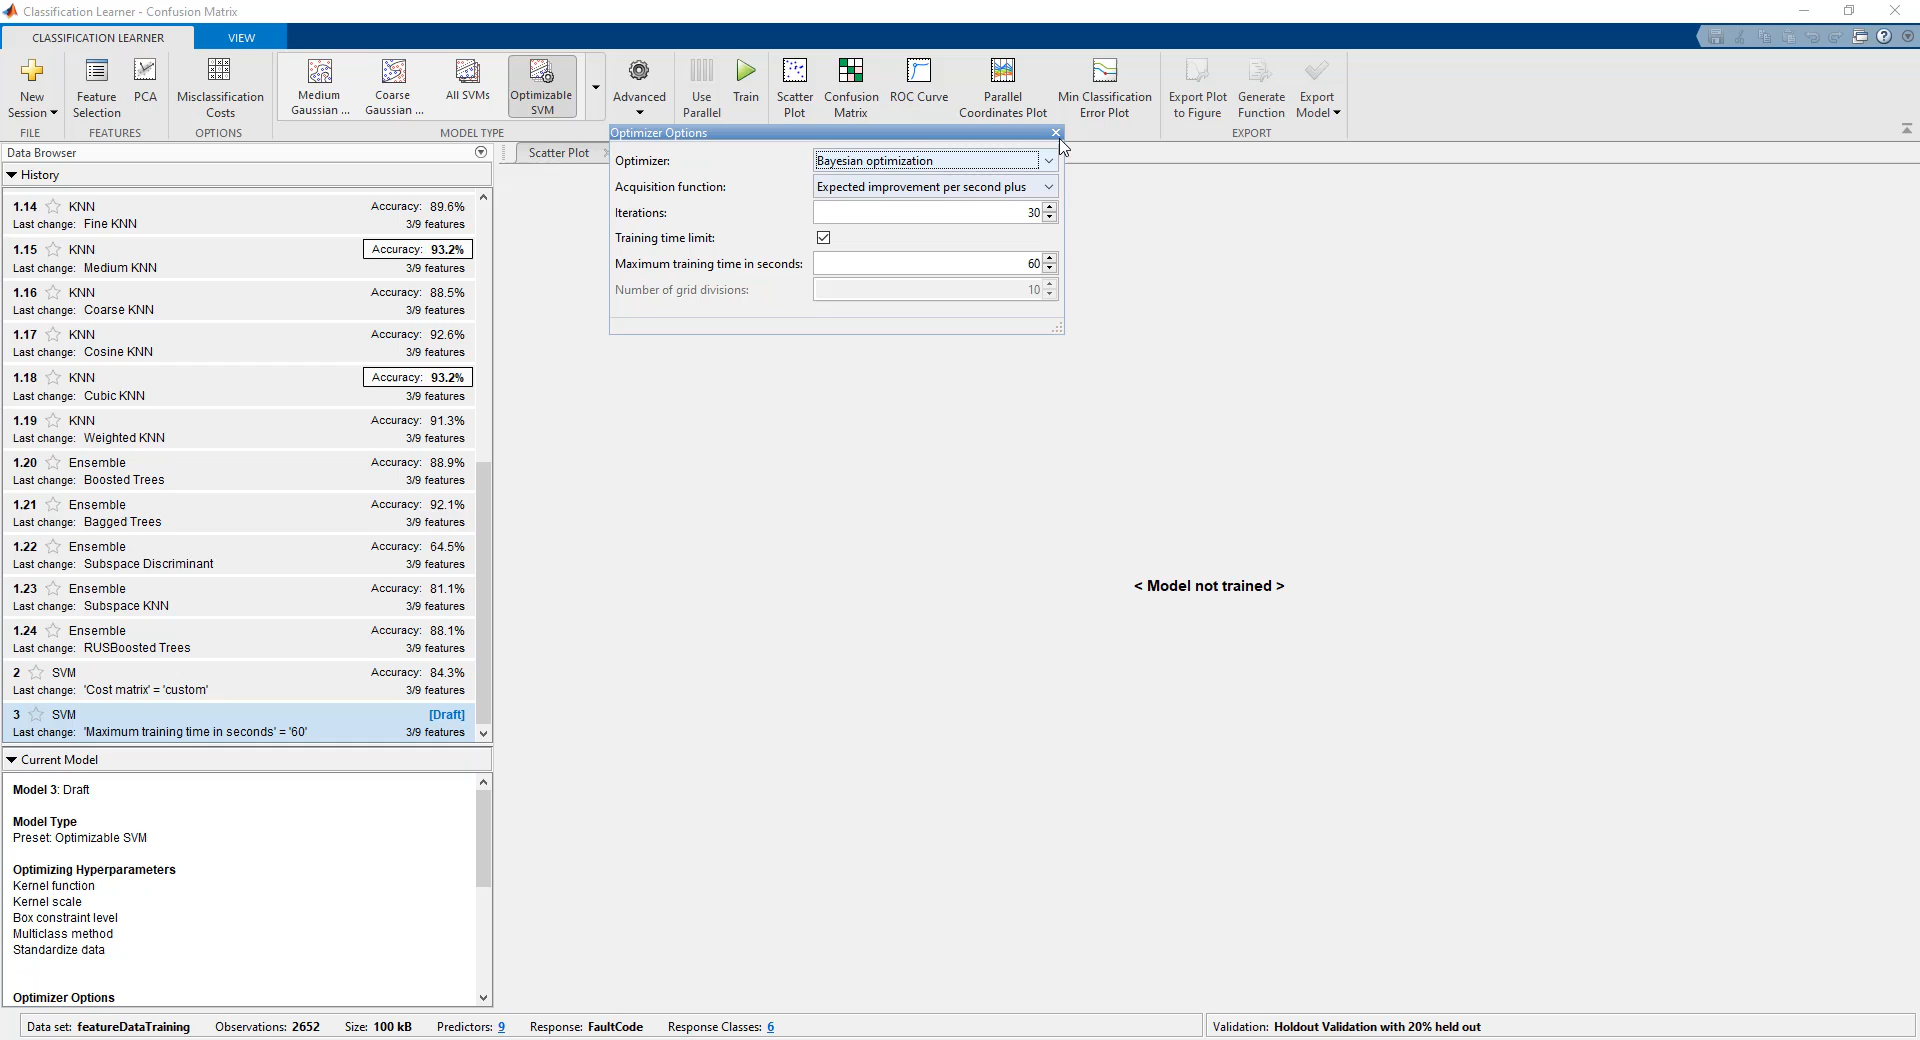 Classification Learner - Confusion Matrix
CLASSIFICATION LEARNER
VIEW
New Session
Feature Selection
PCA
Misclassification Costs
Medium Gaussian ...
Coarse Gaussian ...
All SVMs
Optimizable SVM
Advanced
Use Parallel
Train
Scatter Plot
Confusion Matrix
ROC Curve
Parallel Coordinates Plot
Min Classification Error Plot
Export Plot to Figure
Generate Function
Export Model
FILE
FEATURES
OPTIONS
MODEL TYPE
EXPORT
Data Browser
History
1.14 KNN Accuracy: 89.6%
Last change: Fine KNN 3/9 features
1.15 KNN Accuracy: 93.2%
Last change: Medium KNN 3/9 features
1.16 KNN Accuracy: 88.5%
Last change: Coarse KNN 3/9 features
1.17 KNN Accuracy: 92.6%
Last change: Cosine KNN 3/9 features
1.18 KNN Accuracy: 93.2%
Last change: Cubic KNN 3/9 features
1.19 KNN Accuracy: 91.3%
Last change: Weighted KNN 3/9 features
1.20 Ensemble Accuracy: 88.9%
Last change: Boosted Trees 3/9 features
1.21 Ensemble Accuracy: 92.1%
Last change: Bagged Trees 3/9 features
1.22 Ensemble Accuracy: 64.5%
Last change: Subspace Discriminant 3/9 features
1.23 Ensemble Accuracy: 81.1%
Last change: Subspace KNN 3/9 features
1.24 Ensemble Accuracy: 88.1%
Last change: RUSBoosted Trees 3/9 features
2 SVM Accuracy: 84.3%
Last change: 'Cost matrix' = 'custom' 3/9 features
3 SVM [Draft]
Last change: 'Maximum training time in seconds' = '60' 3/9 features
Current Model
Model 3: Draft
Model Type
Preset: Optimizable SVM
Optimizing Hyperparameters
Kernel function
Kernel scale
Box constraint level
Multiclass method
Standardize data
Optimizer Options
Scatter Plot
Optimizer Options
Optimizer: Bayesian optimization
Acquisition function: Expected improvement per second plus
Iterations: 30
Training time limit:
Maximum training time in seconds: 60
Number of grid divisions: 10
< Model not trained >
Data set: featureDataTraining Observations: 2652 Size: 100 kB Predictors: 9 Response: FaultCode Response Classes: 6
Validation: Holdout Validation with 20% held out